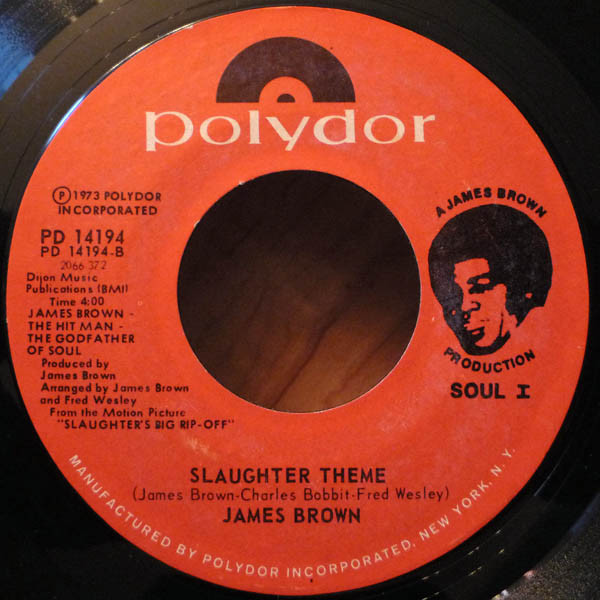 polydor
Ⓟ 1973 POLYDOR
INCORPORATED
PD 14194
PD 14194-B
2066 372
Dijon Music
Publications (BMI)
Time 4:00
JAMES BROWN -
THE HIT MAN -
THE GODFATHER
OF SOUL
Produced by
James Brown
Arranged by James Brown
and Fred Wesley
From the Motion Picture
"SLAUGHTER'S BIG RIP-OFF"
A JAMES BROWN
PRODUCTION
SOUL I
SLAUGHTER THEME
(James Brown-Charles Bobbit-Fred Wesley)
JAMES BROWN
MANUFACTURED BY POLYDOR INCORPORATED, NEW YORK, N.Y.